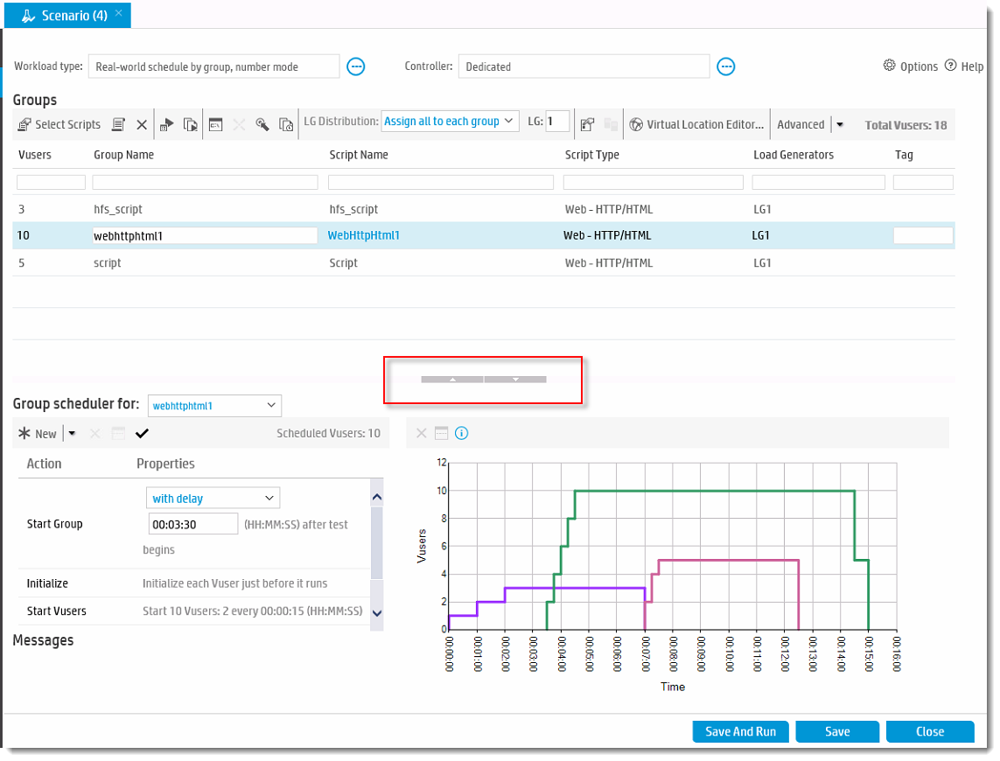 Scenario (4)
Workload type: Real-world schedule by group, number mode Controller: Dedicated Options Help
Groups
Select Scripts LG Distribution: Assign all to each group LG: 1 Virtual Location Editor... Advanced Total Vusers: 18
Vusers Group Name Script Name Script Type Load Generators Tag
3 hfs_script hfs_script Web - HTTP/HTML LG1
10 webhttphtml1 WebHttpHtml1 Web - HTTP/HTML LG1
5 script Script Web - HTTP/HTML LG1
Group scheduler for: webhttphtml1
New Scheduled Vusers: 10
Action Properties
with delay
Start Group 00:03:30 (HH:MM:SS) after test
begins
Initialize Initialize each Vuser just before it runs
Start Vusers Start 10 Vusers: 2 every 00:00:15 (HH:MM:SS)
Messages
12
10
8
6
4
2
0
Vusers
00:00:00 00:01:00 00:02:00 00:03:00 00:04:00 00:05:00 00:06:00 00:07:00 00:08:00 00:09:00 00:10:00 00:11:00 00:12:00 00:13:00 00:14:00 00:15:00 00:16:00
Time
Save And Run Save Close